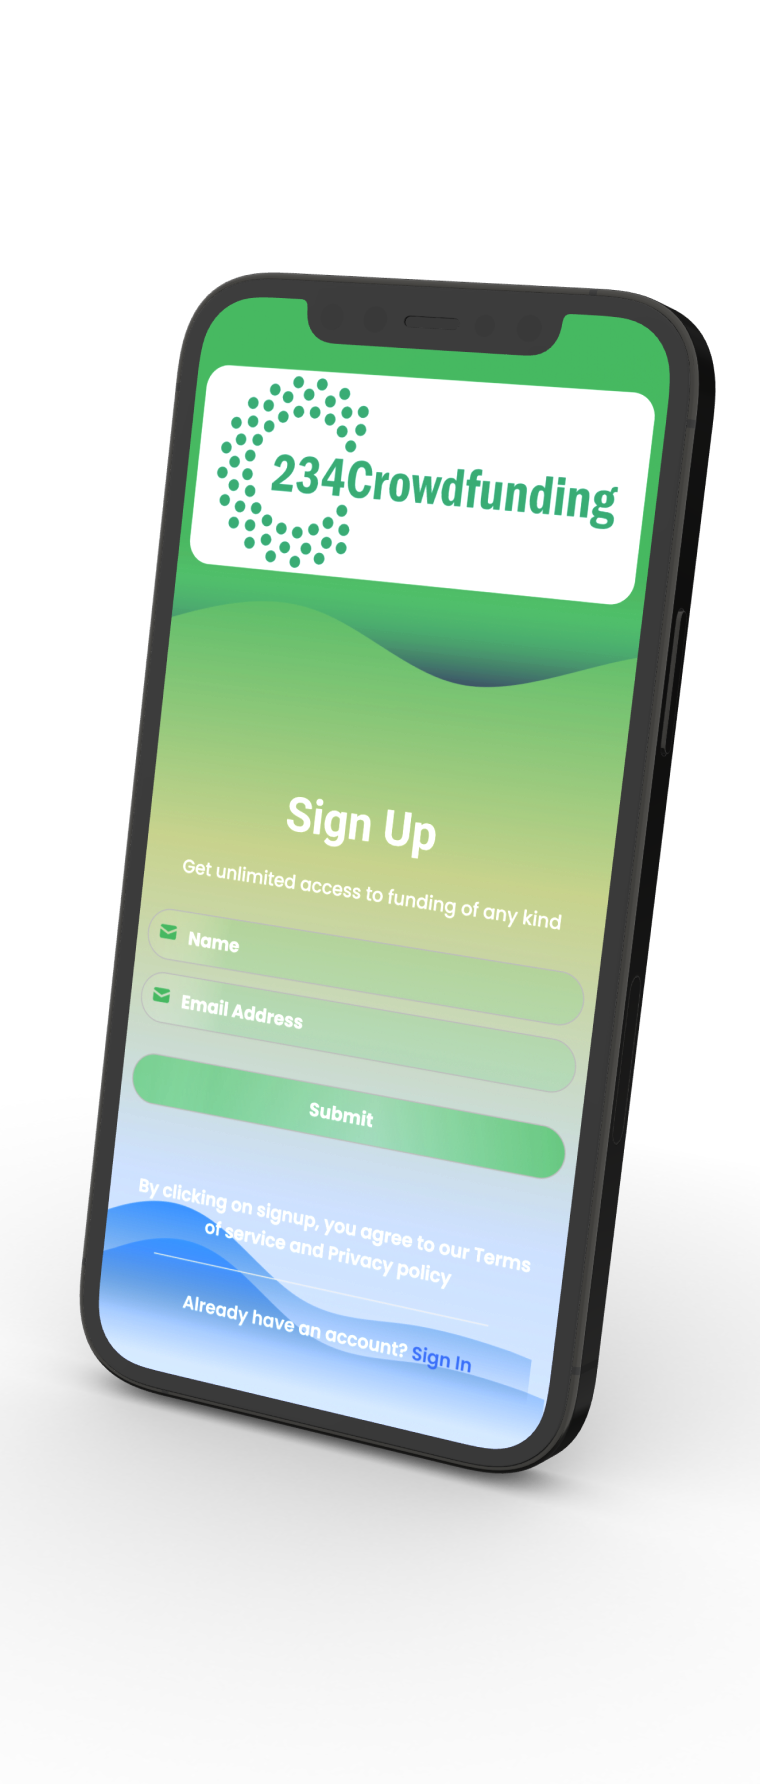 234Crowdfunding
Sign Up
Get unlimited access to funding of any kind
Name
Email Address
Submit
By clicking on signup, you agree to our Terms
of service and Privacy policy
Already have an account? Sign In